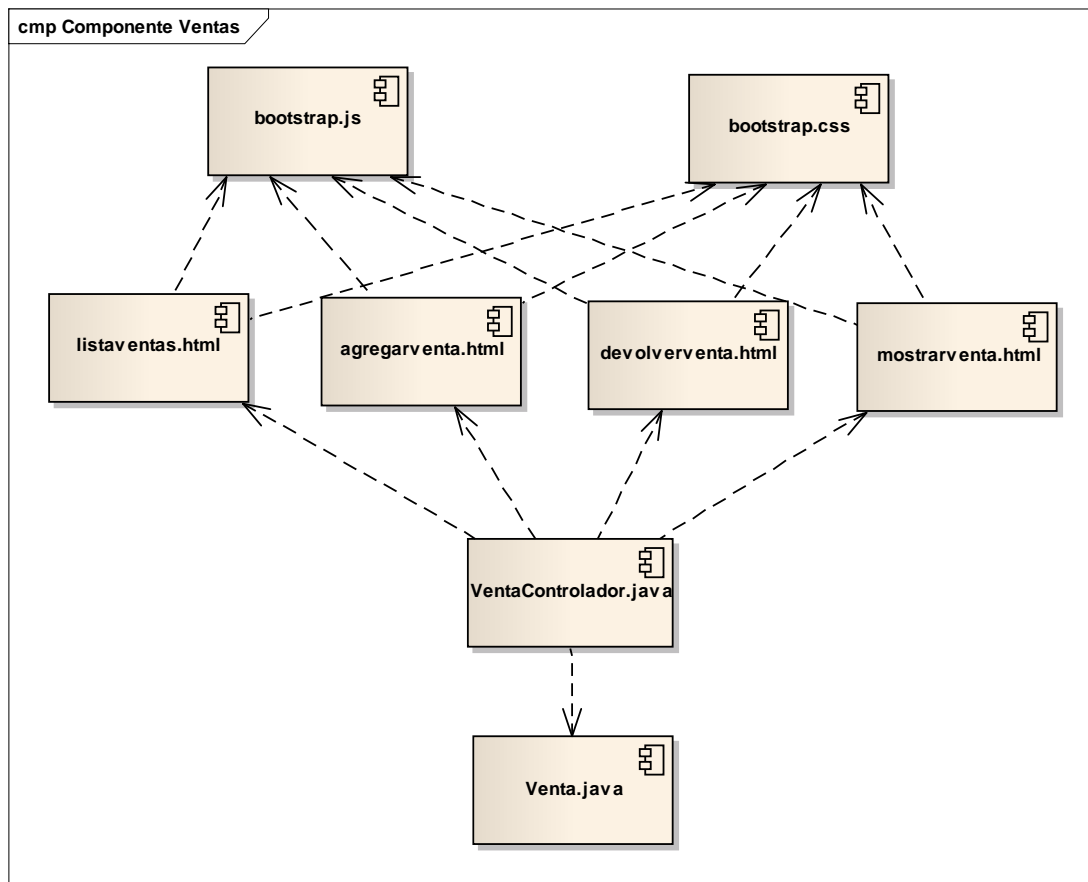 cmp Componente Ventas
bootstrap.js
bootstrap.css
listaventas.html
agregarventa.html
devolverventa.html
mostrarventa.html
VentaControlador.java
Venta.java